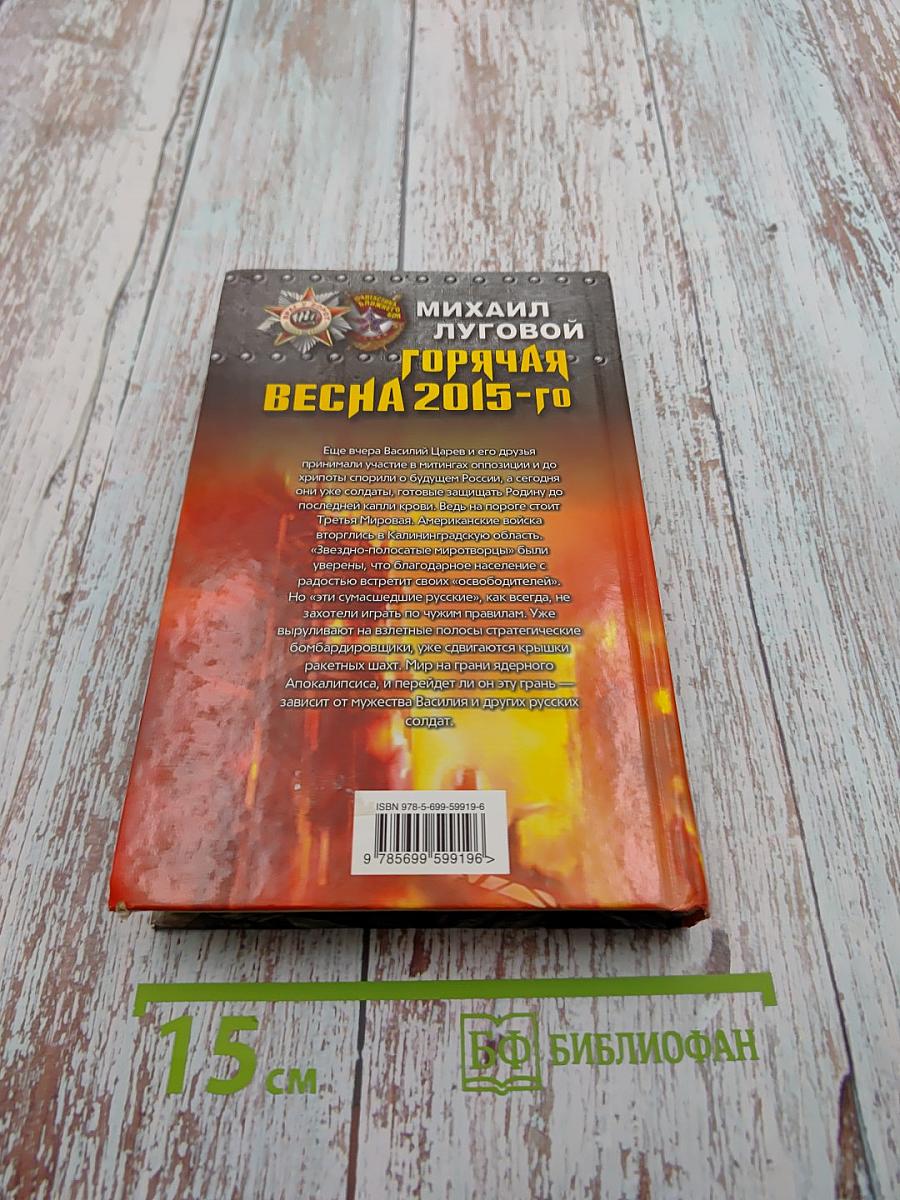 ФАНТАСТИКА
БЛИЖНЕГО
БОЯ
МИХАИЛ
ЛУГОВОЙ
ГОРЯЧАЯ
ВЕСНА 2015-го
Еще вчера Василий Царев и его друзья
принимали участие в митингах оппозиции и до
хрипоты спорили о будущем России, а сегодня
они уже солдаты, готовые защищать Родину до
последней капли крови. Ведь на пороге стоит
Третья Мировая. Американские войска
вторглись в Калининградскую область.
«Звездно-полосатые миротворцы» были
уверены, что благодарное население с
радостью встретит своих «освободителей».
Но «эти сумасшедшие русские», как всегда, не
захотели играть по чужим правилам. Уже
выруливают на взлетные полосы стратегические
бомбардировщики, уже сдвигаются крышки
ракетных шахт. Мир на грани ядерного
Апокалипсиса, и перейдет ли он эту грань —
зависит от мужества Василия и других русских
солдат.
ISBN 978-5-699-59919-6
9 785699 599196 >
15 см
БФ БИБЛИОФАН